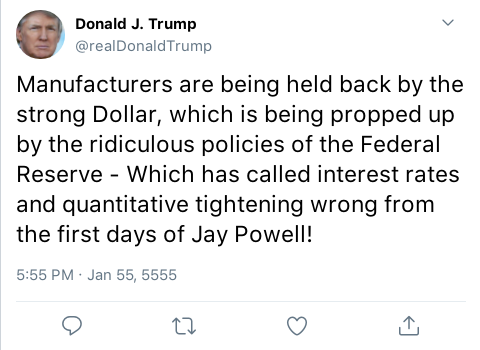 Donald J. Trump
@realDonaldTrump
Manufacturers are being held back by the
strong Dollar, which is being propped up
by the ridiculous policies of the Federal
Reserve - Which has called interest rates
and quantitative tightening wrong from
the first days of Jay Powell!
5:55 PM · Jan 55, 5555